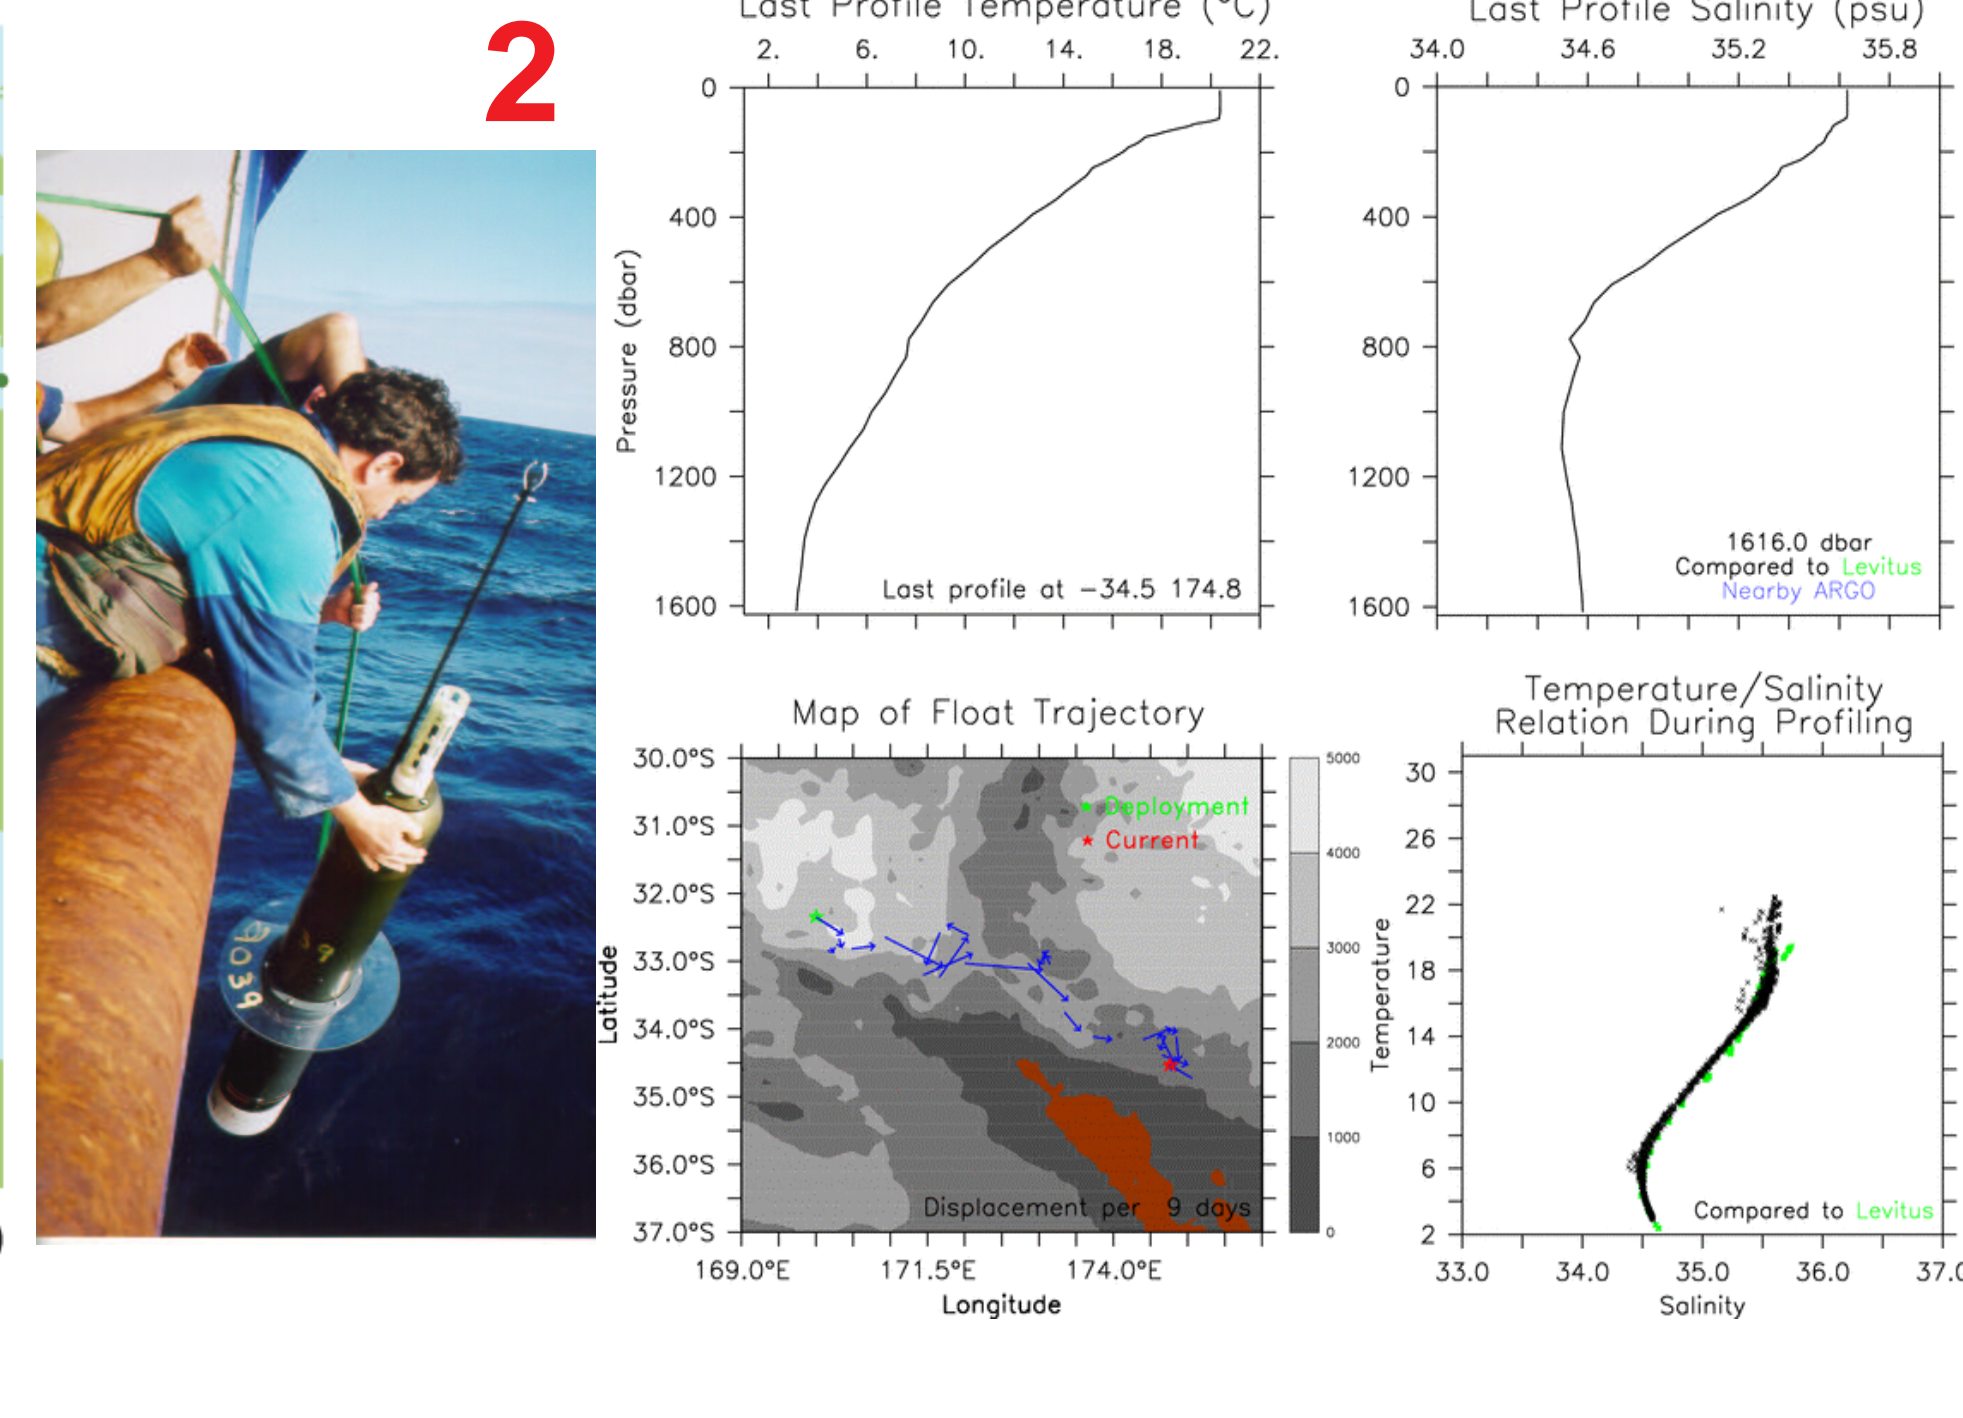 2
Last Profile Temperature (°C)
2. 6. 10. 14. 18. 22.
0
400
800
1200
1600
Pressure (dbar)
Last profile at −34.5 174.8
Last Profile Salinity (psu)
34.0 34.6 35.2 35.8
0
400
800
1200
1600
1616.0 dbar
Compared to Levitus
Nearby ARGO
9039
Map of Float Trajectory
30.0°S
31.0°S
32.0°S
33.0°S
34.0°S
35.0°S
36.0°S
37.0°S
Latitude
Deployment
Current
Displacement per 9 days
169.0°E 171.5°E 174.0°E
Longitude
5000
4000
3000
2000
1000
0
Temperature/Salinity
Relation During Profiling
30
26
22
18
14
10
6
2
Temperature
Compared to Levitus
33.0 34.0 35.0 36.0 37.0
Salinity